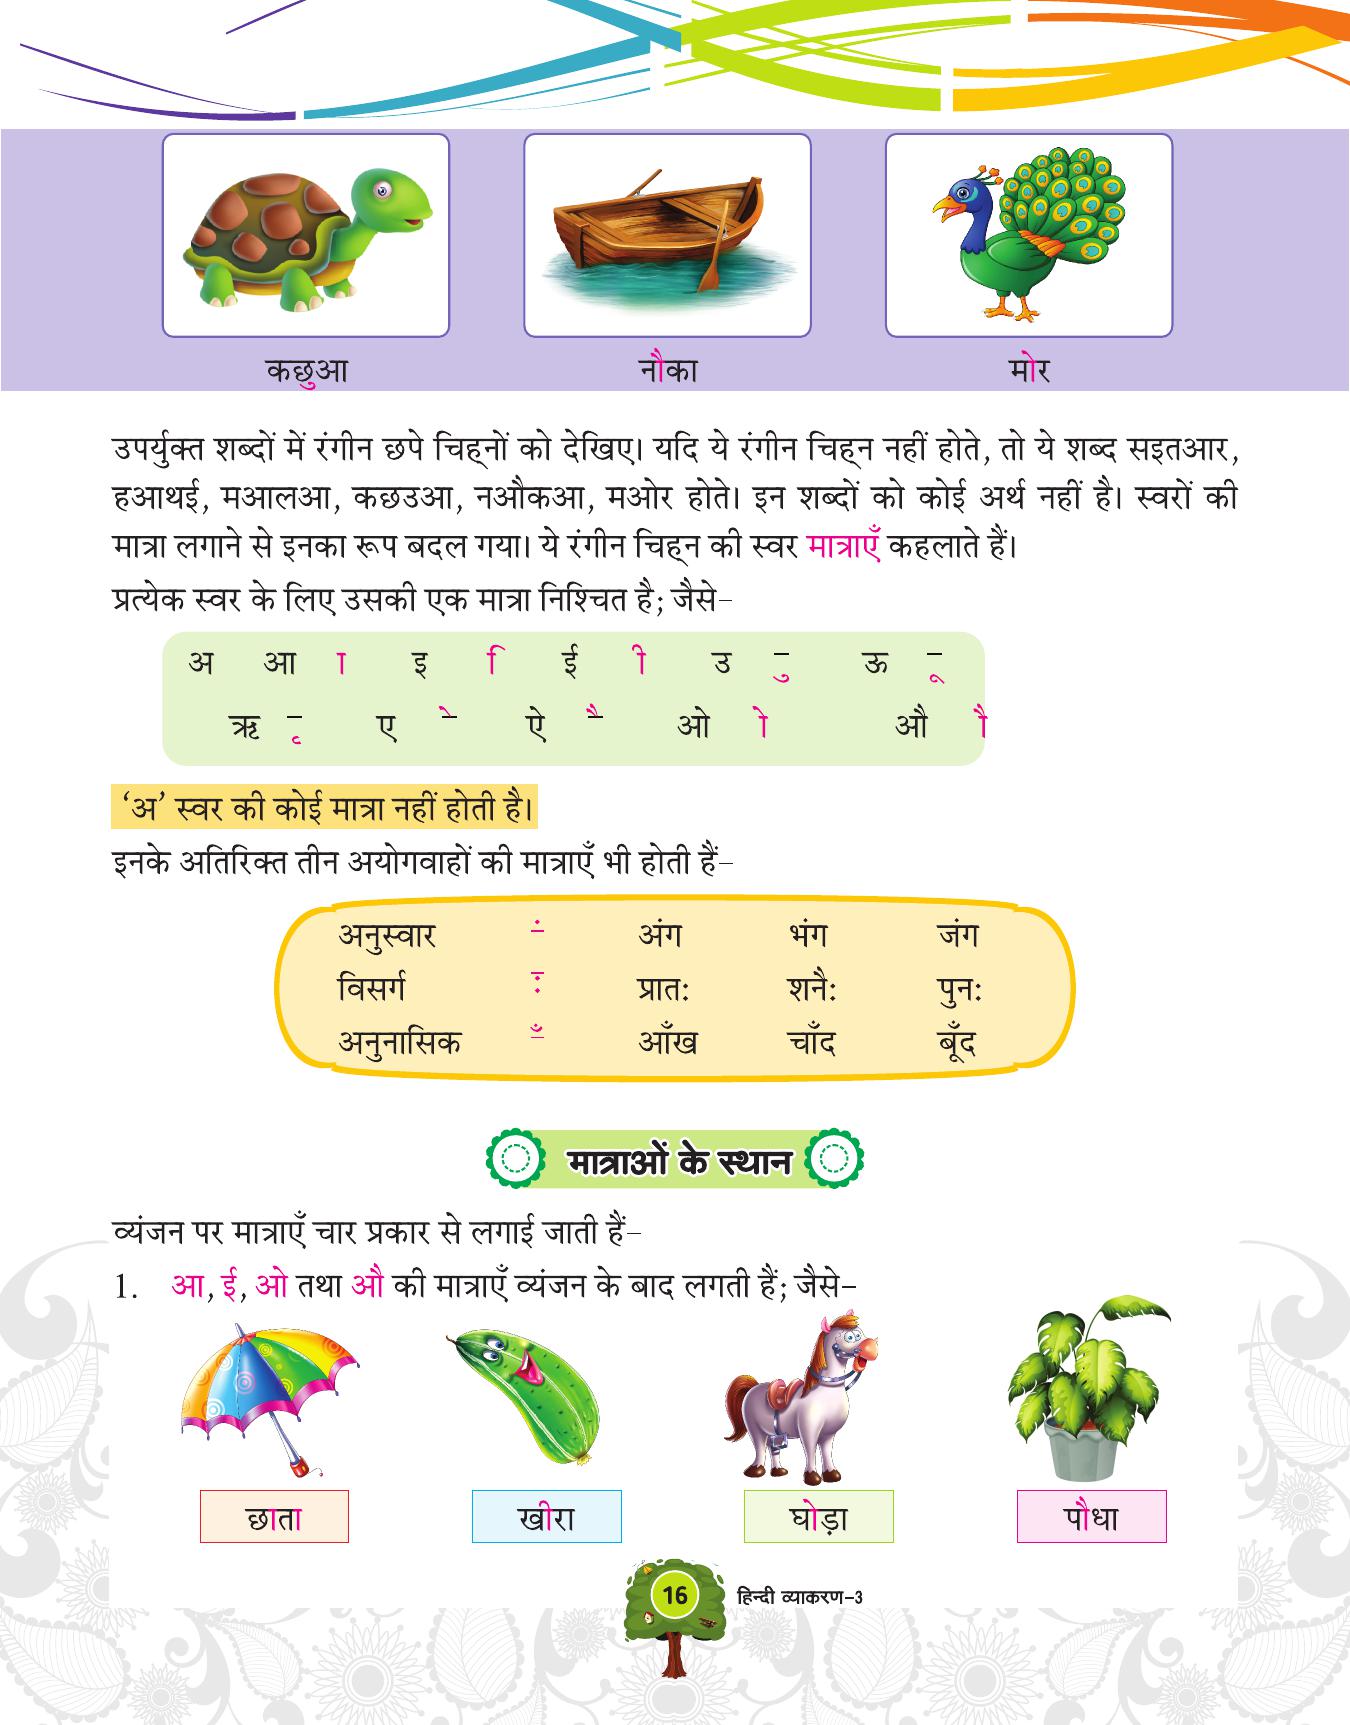 कछुआ नौका मोर
उपर्युक्त शब्दों में रंगीन छपे चिह्नों को देखिए। यदि ये रंगीन चिह्न नहीं होते, तो ये शब्द सइतआर,
हआथई, मआलआ, कछउआ, नऔकआ, मओर होते। इन शब्दों को कोई अर्थ नहीं है। स्वरों की
मात्रा लगाने से इनका रूप बदल गया। ये रंगीन चिह्न की स्वर मात्राएँ कहलाते हैं।
प्रत्येक स्वर के लिए उसकी एक मात्रा निश्चित है; जैसे–
अ आ ा इ ि ई ी उ ु ऊ ू
ऋ ृ ए े ऐ ै ओ ो औ ौ
‘अ’ स्वर की कोई मात्रा नहीं होती है।
इनके अतिरिक्त तीन अयोगवाहों की मात्राएँ भी होती हैं–
अनुस्वार ं अंग भंग जंग
विसर्ग ः प्रातः शनैः पुनः
अनुनासिक ँ आँख चाँद बूँद
मात्राओं के स्थान
व्यंजन पर मात्राएँ चार प्रकार से लगाई जाती हैं–
1. आ, ई, ओ तथा औ की मात्राएँ व्यंजन के बाद लगती हैं; जैसे–
छाता खीरा घोड़ा पौधा
16 हिन्दी व्याकरण–3